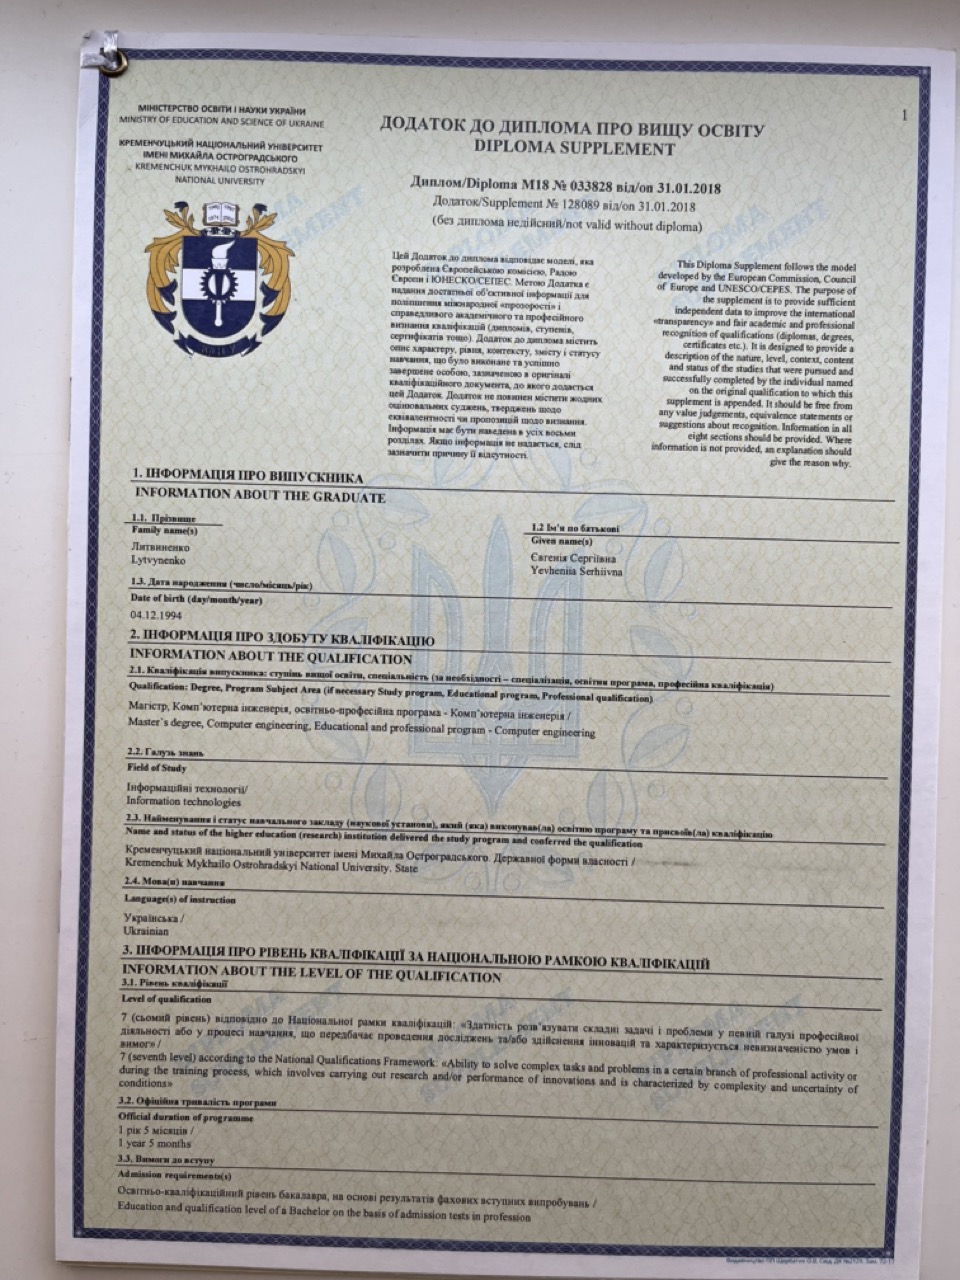 1
МІНІСТЕРСТВО ОСВІТИ І НАУКИ УКРАЇНИ
MINISTRY OF EDUCATION AND SCIENCE OF UKRAINE
КРЕМЕНЧУЦЬКИЙ НАЦІОНАЛЬНИЙ УНІВЕРСИТЕТ
ІМЕНІ МИХАЙЛА ОСТРОГРАДСЬКОГО
KREMENCHUK MYKHAILO OSTROHRADSKYI
NATIONAL UNIVERSITY
ДОДАТОК ДО ДИПЛОМА ПРО ВИЩУ ОСВІТУ
DIPLOMA SUPPLEMENT
Диплом/Diploma M18 № 033828 від/on 31.01.2018
Додаток/Supplement № 128089 від/on 31.01.2018
(без диплома недійсний/not valid without diploma)
Цей Додаток до диплома відповідає моделі, яка
розроблена Європейською комісією, Радою
Європи і ЮНЕСКО/СЕПЕС. Метою Додатка є
надання достатньої об'єктивної інформації для
поліпшення міжнародної «прозорості» і
справедливого академічного та професійного
визнання кваліфікацій (дипломів, ступенів,
сертифікатів тощо). Додаток до диплома містить
опис характеру, рівня, контексту, змісту і статусу
навчання, що було виконане та успішно
завершене особою, зазначеною в оригіналі
кваліфікаційного документа, до якого додається
цей Додаток. Додаток не повинен містити жодних
оцінювальних суджень, тверджень щодо
еквівалентності чи пропозицій щодо визнання.
Інформація має бути наведена в усіх восьми
розділах. Якщо інформація не надається, слід
зазначити причину її відсутності.
This Diploma Supplement follows the model
developed by the European Commission, Council
of Europe and UNESCO/CEPES. The purpose of
the supplement is to provide sufficient
independent data to improve the international
«transparency» and fair academic and professional
recognition of qualifications (diplomas, degrees,
certificates etc.). It is designed to provide a
description of the nature, level, context, content
and status of the studies that were pursued and
successfully completed by the individual named
on the original qualification to which this
supplement is appended. It should be free from
any value judgements, equivalence statements or
suggestions about recognition. Information in all
eight sections should be provided. Where
information is not provided, an explanation should
give the reason why.
1. ІНФОРМАЦІЯ ПРО ВИПУСКНИКА
INFORMATION ABOUT THE GRADUATE
1.1. Прізвище
Family name(s)
Литвиненко
Lytvynenko
1.2 Ім'я по батькові
Given name(s)
Євгенія Сергіївна
Yevheniia Serhiivna
1.3. Дата народження (число/місяць/рік)
Date of birth (day/month/year)
04.12.1994
2. ІНФОРМАЦІЯ ПРО ЗДОБУТУ КВАЛІФІКАЦІЮ
INFORMATION ABOUT THE QUALIFICATION
2.1. Кваліфікація випускника: ступінь вищої освіти, спеціальність (за необхідності – спеціалізація, освітня програма, професійна кваліфікація)
Qualification: Degree, Program Subject Area (if necessary Study program, Educational program, Professional qualification)
Магістр, Комп'ютерна інженерія, освітньо-професійна програма - Комп'ютерна інженерія /
Master`s degree, Computer engineering, Educational and professional program - Computer engineering
2.2. Галузь знань
Field of Study
Інформаційні технології/
Information technologies
2.3. Найменування і статус навчального закладу (наукової установи), який (яка) виконував(ла) освітню програму та присвоїв(ла) кваліфікацію
Name and status of the higher education (research) institution delivered the study program and conferred the qualification
Кременчуцький національний університет імені Михайла Остроградського. Державної форми власності /
Kremenchuk Mykhailo Ostrohradskyi National University. State
2.4. Мова(и) навчання
Language(s) of instruction
Українська /
Ukrainian
3. ІНФОРМАЦІЯ ПРО РІВЕНЬ КВАЛІФІКАЦІЇ ЗА НАЦІОНАЛЬНОЮ РАМКОЮ КВАЛІФІКАЦІЙ
INFORMATION ABOUT THE LEVEL OF THE QUALIFICATION
3.1. Рівень кваліфікації
Level of qualification
7 (сьомий рівень) відповідно до Національної рамки кваліфікацій: «Здатність розв'язувати складні задачі і проблеми у певній галузі професійної
діяльності або у процесі навчання, що передбачає проведення досліджень та/або здійснення інновацій та характеризується невизначеністю умов і
вимог» /
7 (seventh level) according to the National Qualifications Framework: «Ability to solve complex tasks and problems in a certain branch of professional activity or
during the training process, which involves carrying out research and/or performance of innovations and is characterized by complexity and uncertainty of
conditions»
3.2. Офіційна тривалість програми
Official duration of programme
1 рік 5 місяців /
1 year 5 months
3.3. Вимоги до вступу
Admission requirements(s)
Освітньо-кваліфікаційний рівень бакалавра, на основі результатів фахових вступних випробувань /
Education and qualification level of a Bachelor on the basis of admission tests in profession